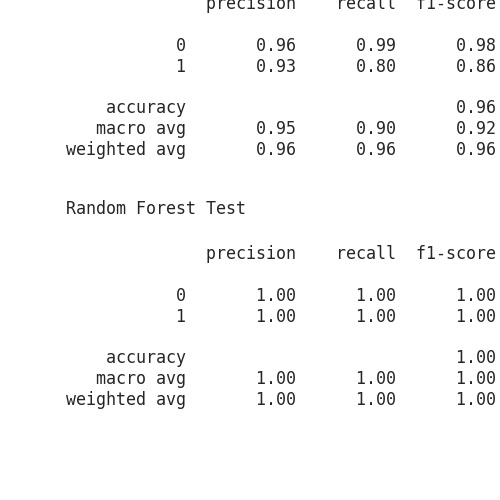 precision recall f1-score
0 0.96 0.99 0.98
1 0.93 0.80 0.86
accuracy 0.96
macro avg 0.95 0.90 0.92
weighted avg 0.96 0.96 0.96
Random Forest Test
precision recall f1-score
0 1.00 1.00 1.00
1 1.00 1.00 1.00
accuracy 1.00
macro avg 1.00 1.00 1.00
weighted avg 1.00 1.00 1.00